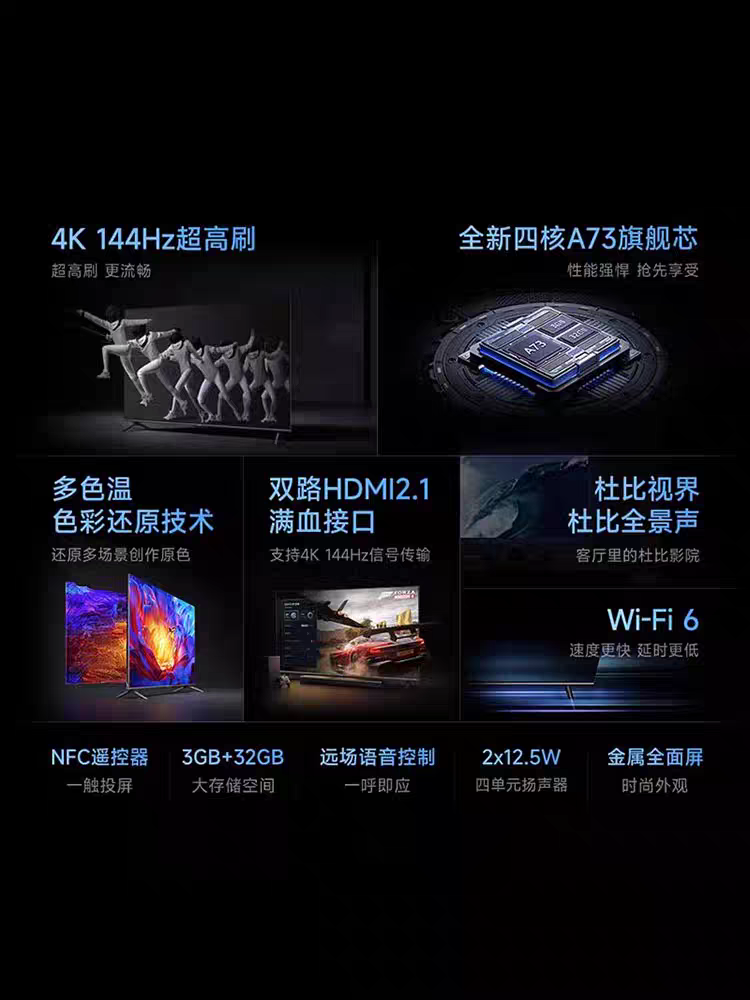 4K 144Hz超高刷
超高刷 更流畅
全新四核A73旗舰芯
性能强悍 抢先享受
A73
多色温
色彩还原技术
还原多场景创作原色
双路HDMI2.1
满血接口
支持4K 144Hz信号传输
FORZA
杜比视界
杜比全景声
客厅里的杜比影院
Wi-Fi 6
速度更快 延时更低
NFC遥控器
一触投屏
3GB+32GB
大存储空间
远场语音控制
一呼即应
2x12.5W
四单元扬声器
金属全面屏
时尚外观